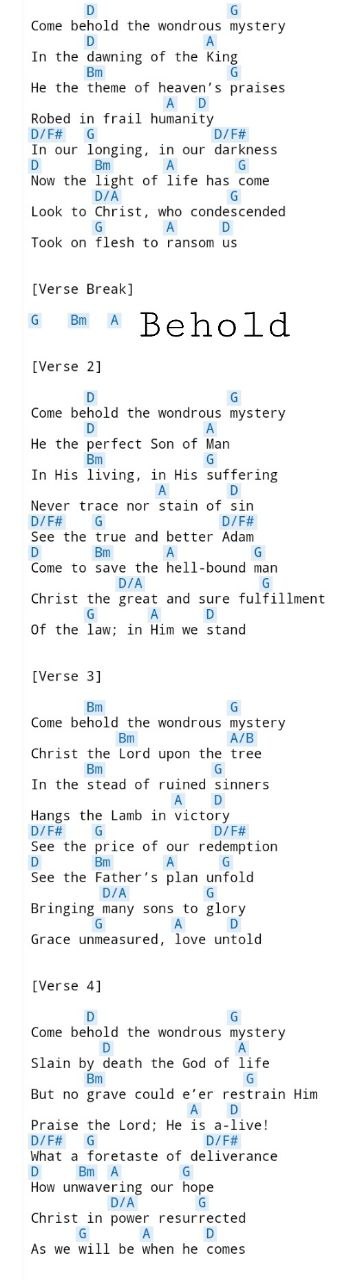 D G
Come behold the wondrous mystery
D A
In the dawning of the King
Bm G
He the theme of heaven's praises
A D
Robed in frail humanity
D/F# G D/F#
In our longing, in our darkness
D Bm A G
Now the light of life has come
D/A G
Look to Christ, who condescended
G A D
Took on flesh to ransom us
[Verse Break]
G Bm A Behold
[Verse 2]
D G
Come behold the wondrous mystery
D A
He the perfect Son of Man
Bm G
In His living, in His suffering
A D
Never trace nor stain of sin
D/F# G D/F#
See the true and better Adam
D Bm A G
Come to save the hell-bound man
D/A G
Christ the great and sure fulfillment
G A D
Of the law; in Him we stand
[Verse 3]
Bm G
Come behold the wondrous mystery
Bm A/B
Christ the Lord upon the tree
Bm G
In the stead of ruined sinners
A D
Hangs the Lamb in victory
D/F# G D/F#
See the price of our redemption
D Bm A G
See the Father's plan unfold
D/A G
Bringing many sons to glory
G A D
Grace unmeasured, love untold
[Verse 4]
D G
Come behold the wondrous mystery
D A
Slain by death the God of life
Bm G
But no grave could e'er restrain Him
A D
Praise the Lord; He is a-live!
D/F# G D/F#
What a foretaste of deliverance
D Bm A G
How unwavering our hope
D/A G
Christ in power resurrected
G A D
As we will be when he comes